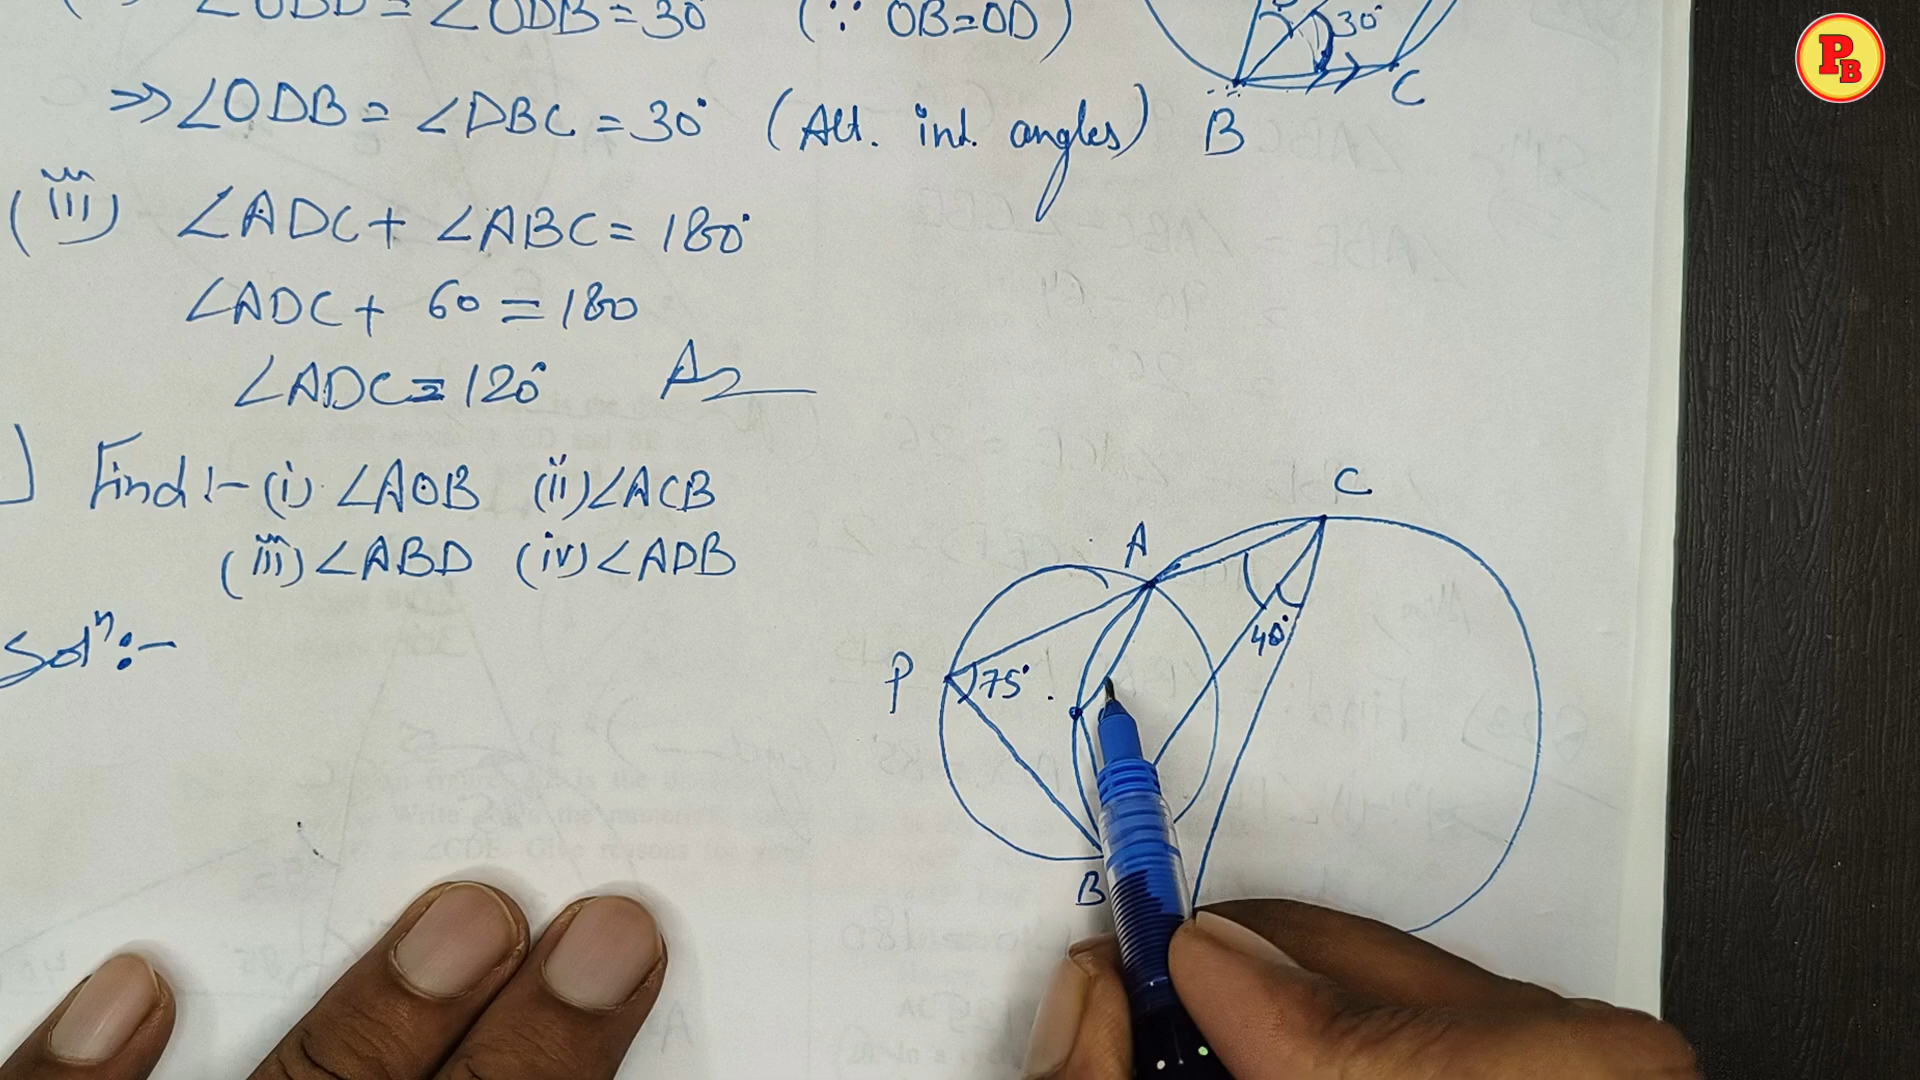 ∠OBD = ∠ODB = 30° (∵ OB=OD)
⇒ ∠ODB = ∠DBC = 30° (Alt. int. angles)
(iii) ∠ADC + ∠ABC = 180°
∠ADC + 60 = 180
∠ADC = 120° A
Find :- (i) ∠AOB (ii) ∠ACB
(iii) ∠ABD (iv) ∠ADB
Solⁿ :-
30°
B
C
C
A
40°
P
75°
B
PB